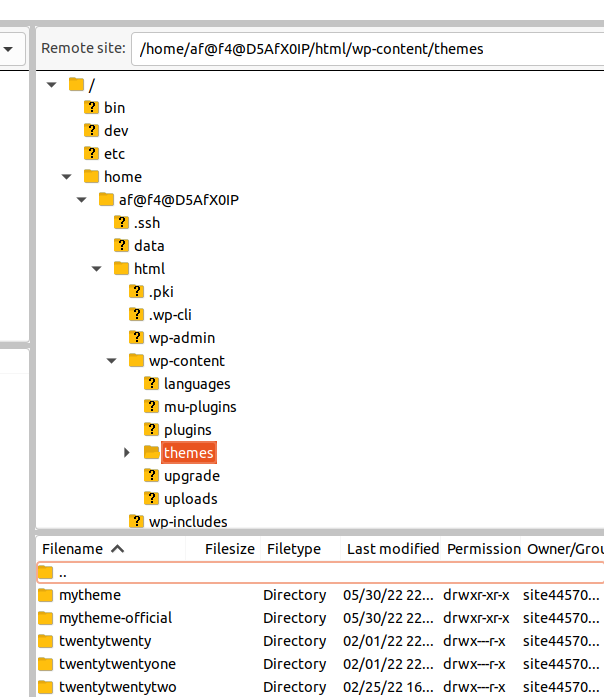 Remote site: /home/af@f4@D5AfX0IP/html/wp-content/themes
/
? bin
? dev
? etc
home
af@f4@D5AfX0IP
? .ssh
? data
html
? .pki
? .wp-cli
? wp-admin
wp-content
? languages
? mu-plugins
? plugins
themes
? upgrade
? uploads
? wp-includes
Filename Filesize Filetype Last modified Permission Owner/Grou
..
mytheme Directory 05/30/22 22... drwxr-xr-x site44570...
mytheme-official Directory 05/30/22 22... drwxr-xr-x site44570...
twentytwenty Directory 02/01/22 22... drwx---r-x site44570...
twentytwentyone Directory 02/01/22 22... drwx---r-x site44570...
twentytwentytwo Directory 02/25/22 16... drwx---r-x site44570...